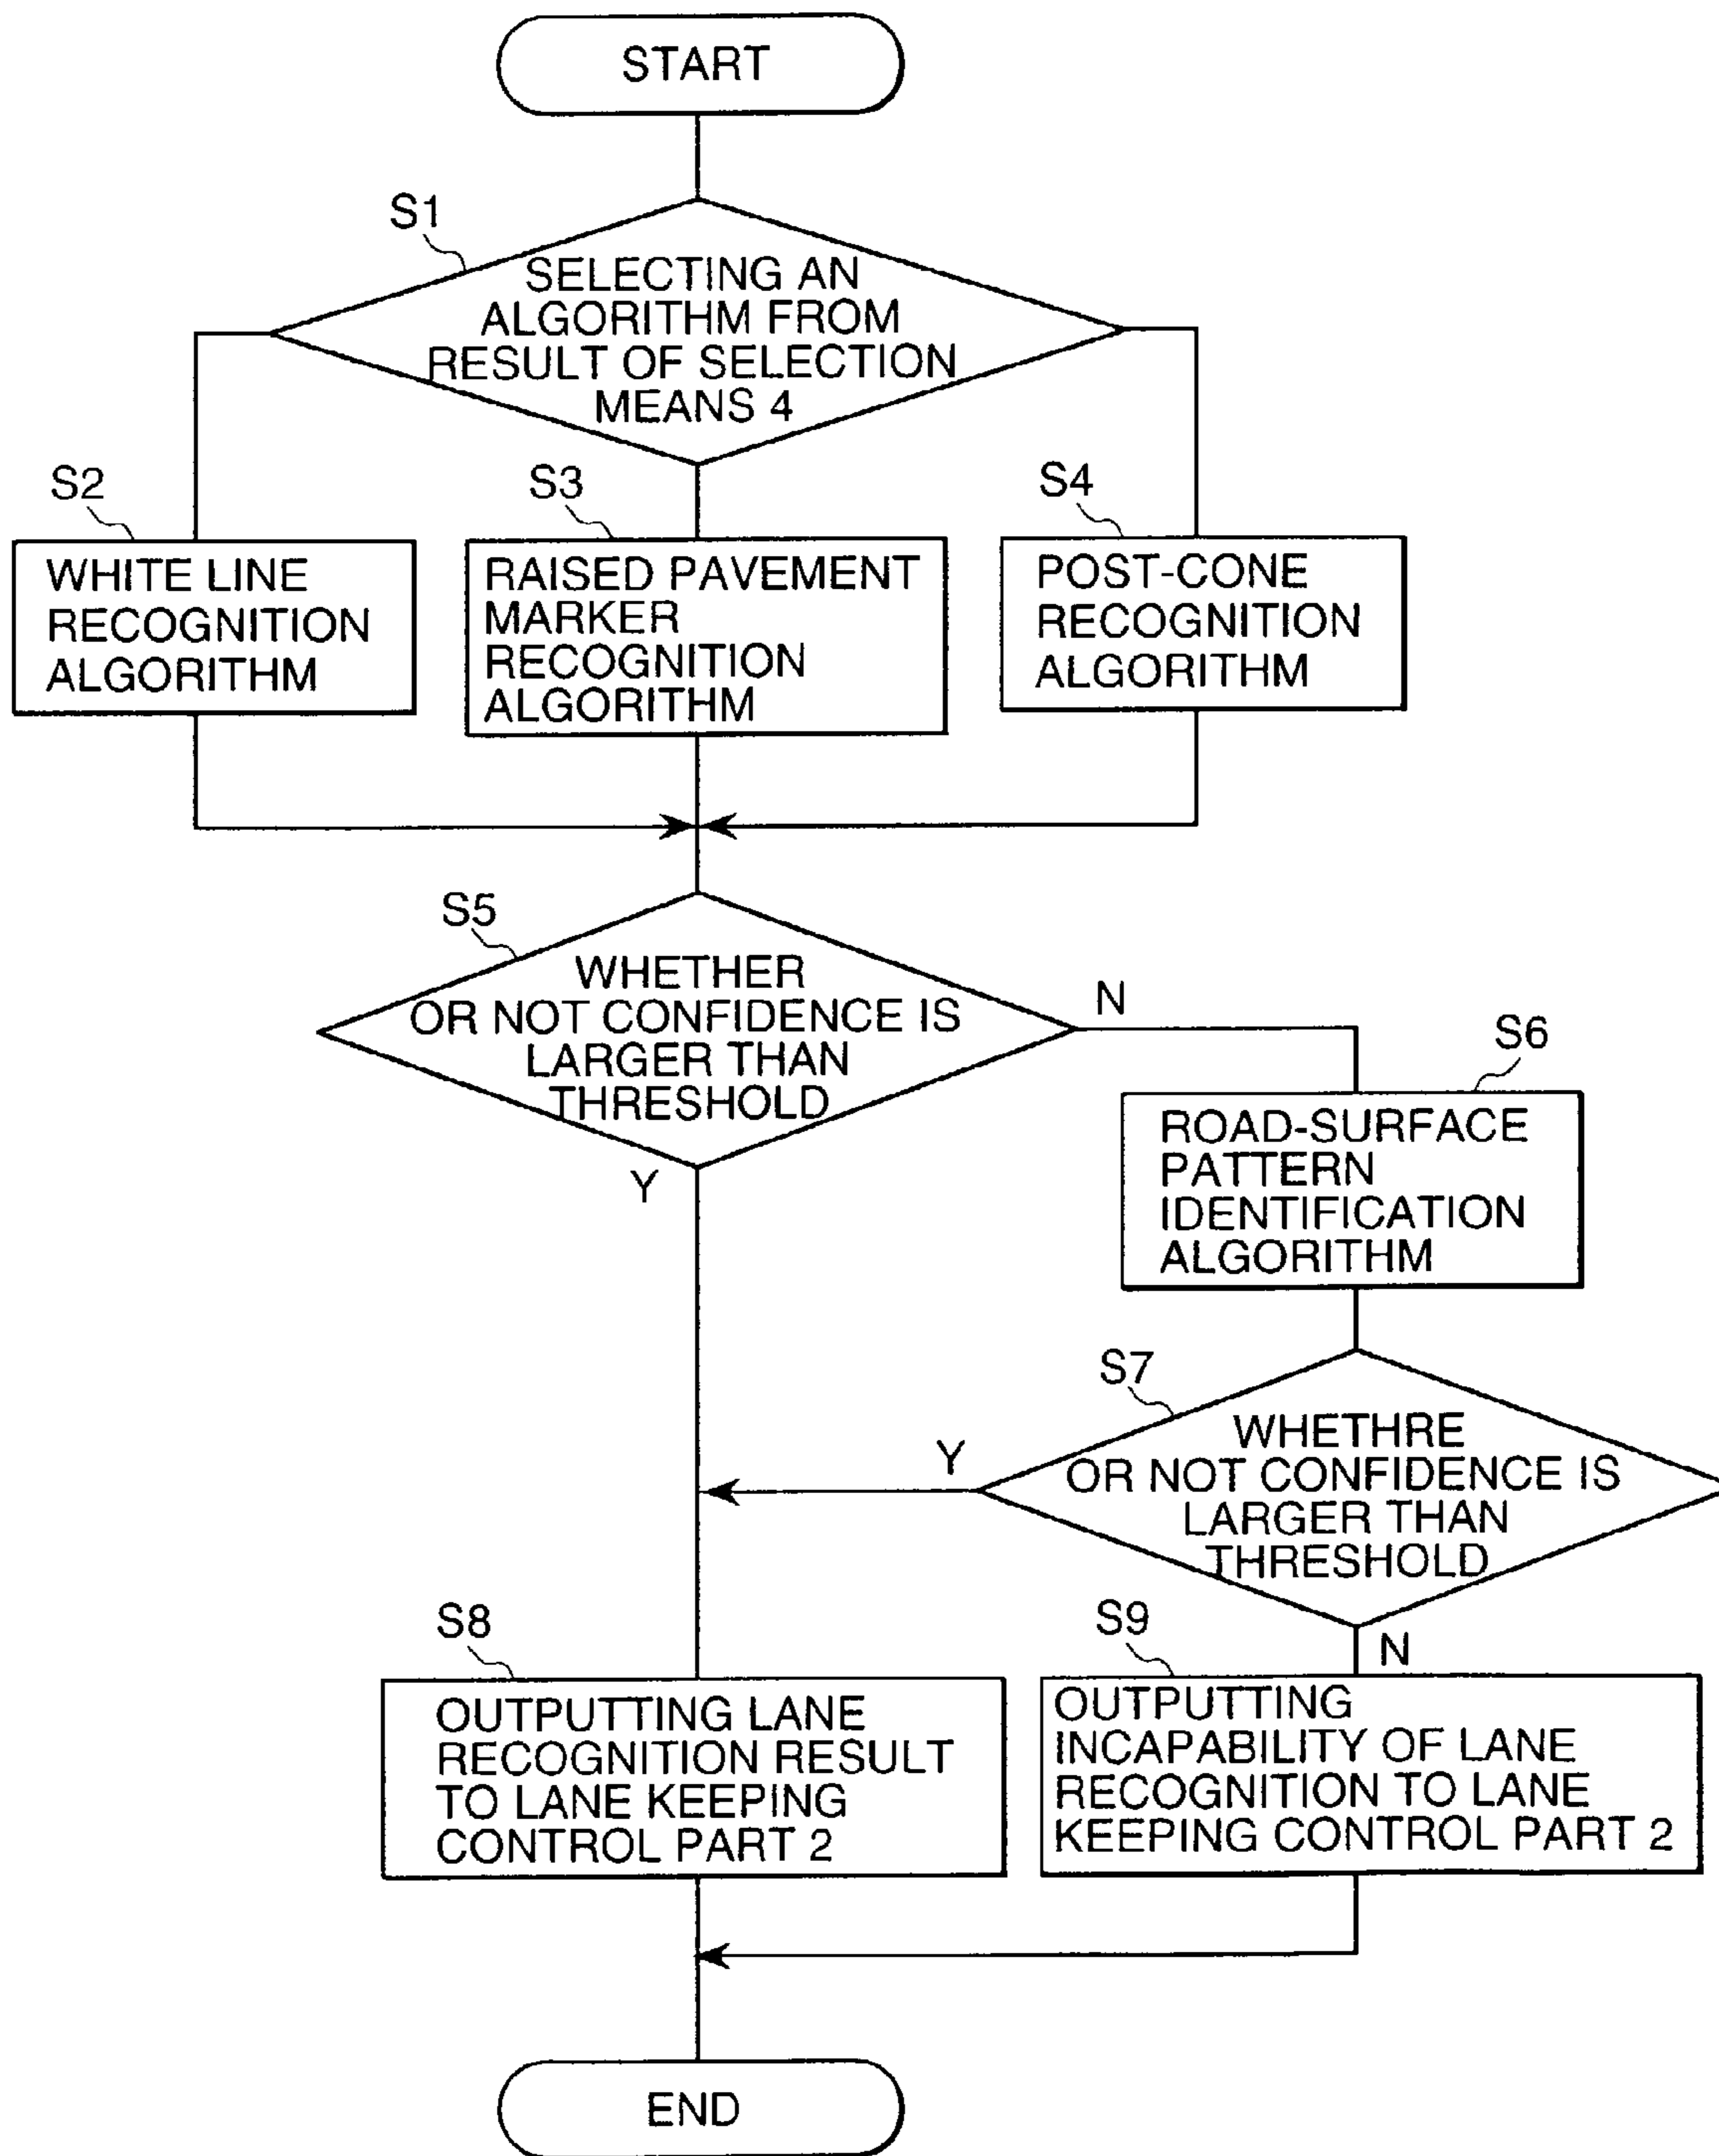 START
S1
SELECTING AN
ALGORITHM FROM
RESULT OF SELECTION
MEANS 4
S2
WHITE LINE
RECOGNITION
ALGORITHM
S3
RAISED PAVEMENT
MARKER
RECOGNITION
ALGORITHM
S4
POST-CONE
RECOGNITION
ALGORITHM
S5
WHETHER
OR NOT CONFIDENCE IS
LARGER THAN
THRESHOLD
N
Y
S6
ROAD-SURFACE
PATTERN
IDENTIFICATION
ALGORITHM
S7
WHETHRE
OR NOT CONFIDENCE IS
LARGER THAN
THRESHOLD
Y
N
S8
OUTPUTTING LANE
RECOGNITION RESULT
TO LANE KEEPING
CONTROL PART 2
S9
OUTPUTTING
INCAPABILITY OF LANE
RECOGNITION TO LANE
KEEPING CONTROL PART 2
END